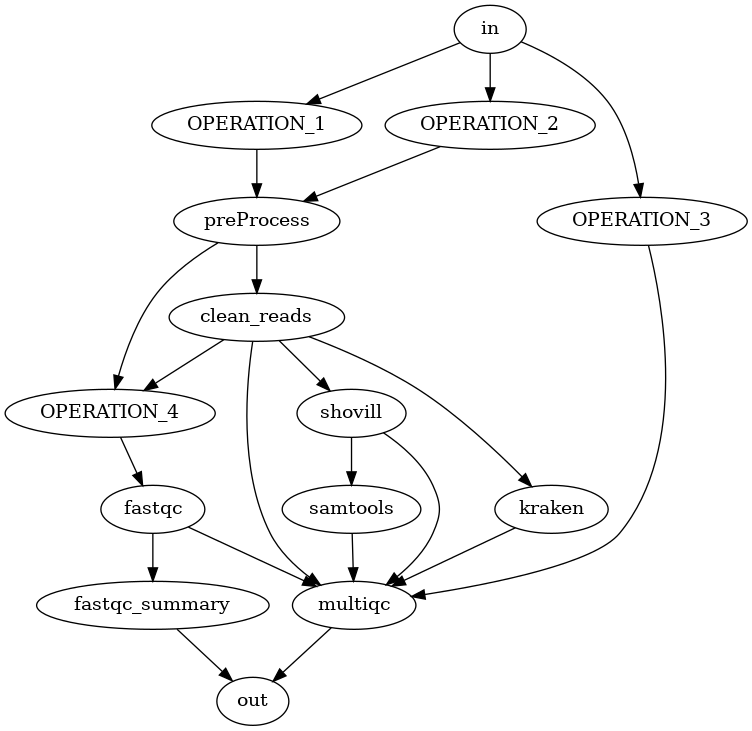 in
OPERATION_1
OPERATION_2
preProcess
OPERATION_3
clean_reads
OPERATION_4
shovill
fastqc
samtools
kraken
fastqc_summary
multiqc
out